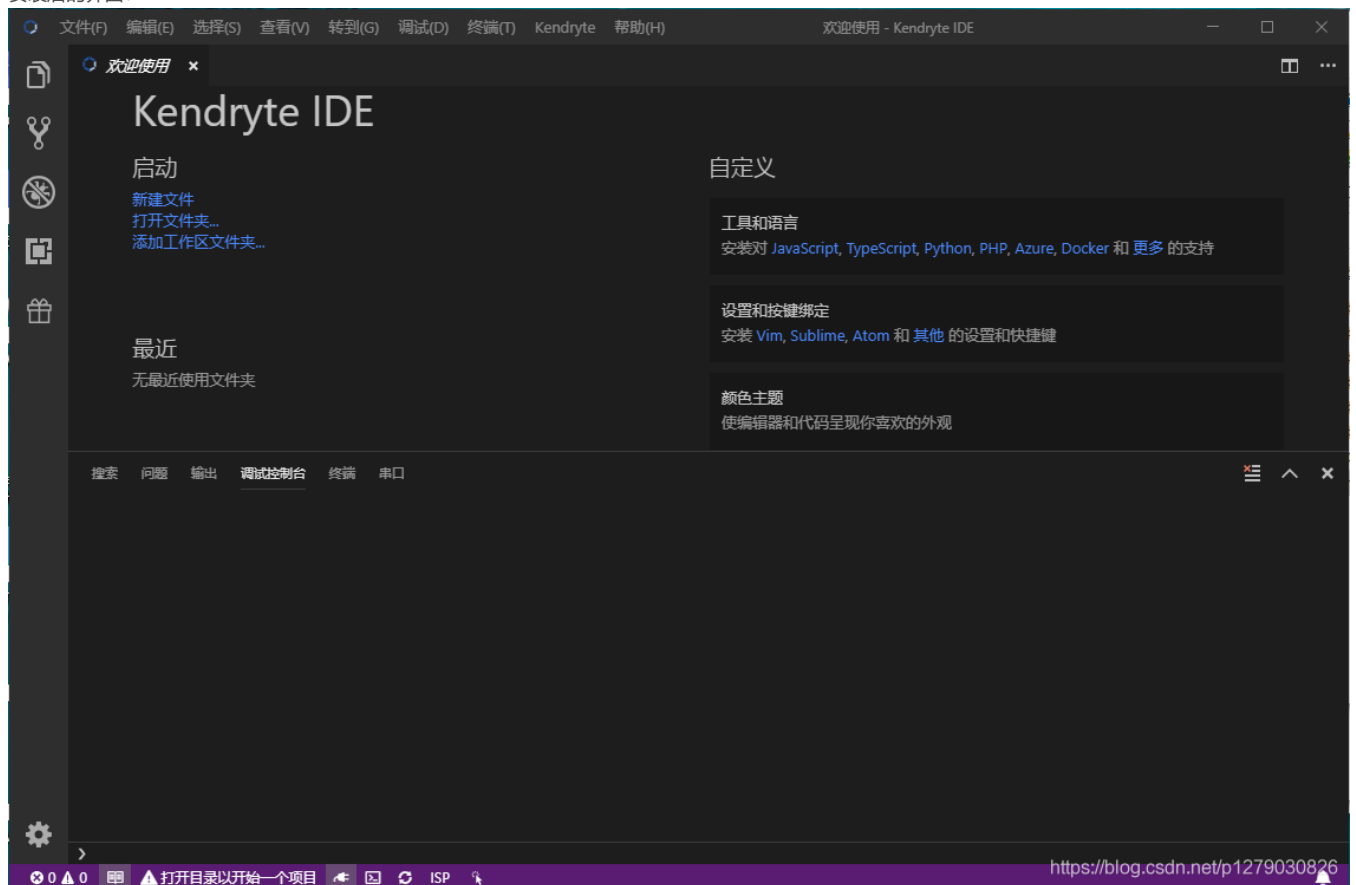 文件(F) 编辑(E) 选择(S) 查看(V) 转到(G) 调试(D) 终端(T) Kendryte 帮助(H) 欢迎使用 - Kendryte IDE
欢迎使用
Kendryte IDE
启动
新建文件
打开文件夹...
添加工作区文件夹...
最近
无最近使用文件夹
自定义
工具和语言
安装对 JavaScript, TypeScript, Python, PHP, Azure, Docker 和 更多 的支持
设置和按键绑定
安装 Vim, Sublime, Atom 和 其他 的设置和快捷键
颜色主题
使编辑器和代码呈现你喜欢的外观
搜索 问题 输出 调试控制台 终端 串口
https://blog.csdn.net/p1279030826
0 0 打开目录以开始一个项目 ISP